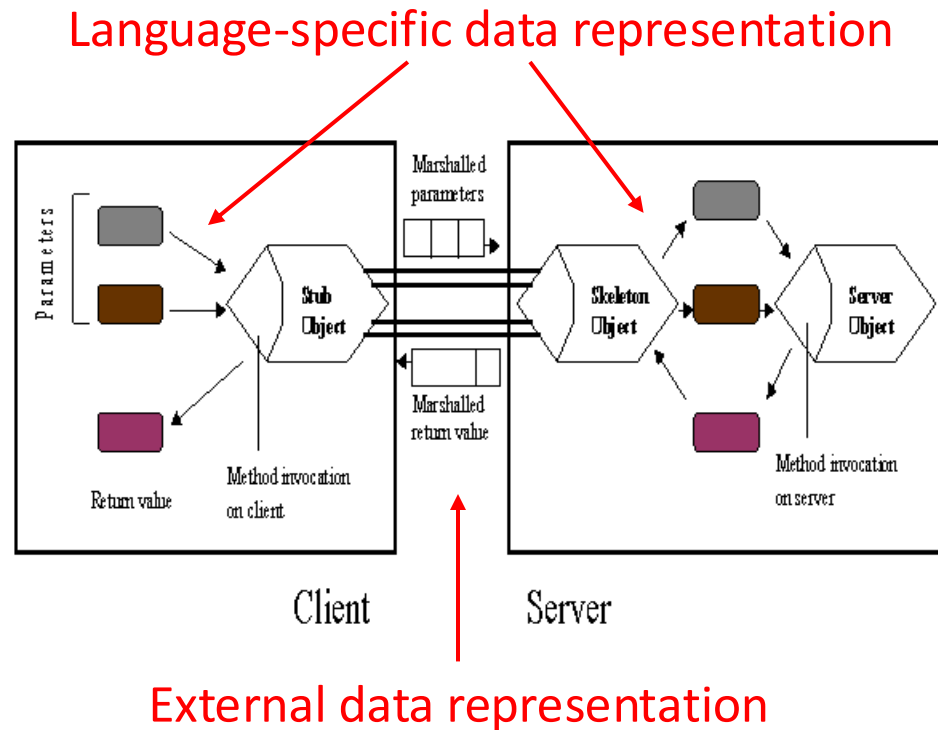 Language-specific data representation
Marshalled
parameters
Parameters
Stub
Object
Skeleton
Object
Server
Object
Marshalled
return value
Return value
Method invocation
on client
Method invocation
on server
Client
Server
External data representation